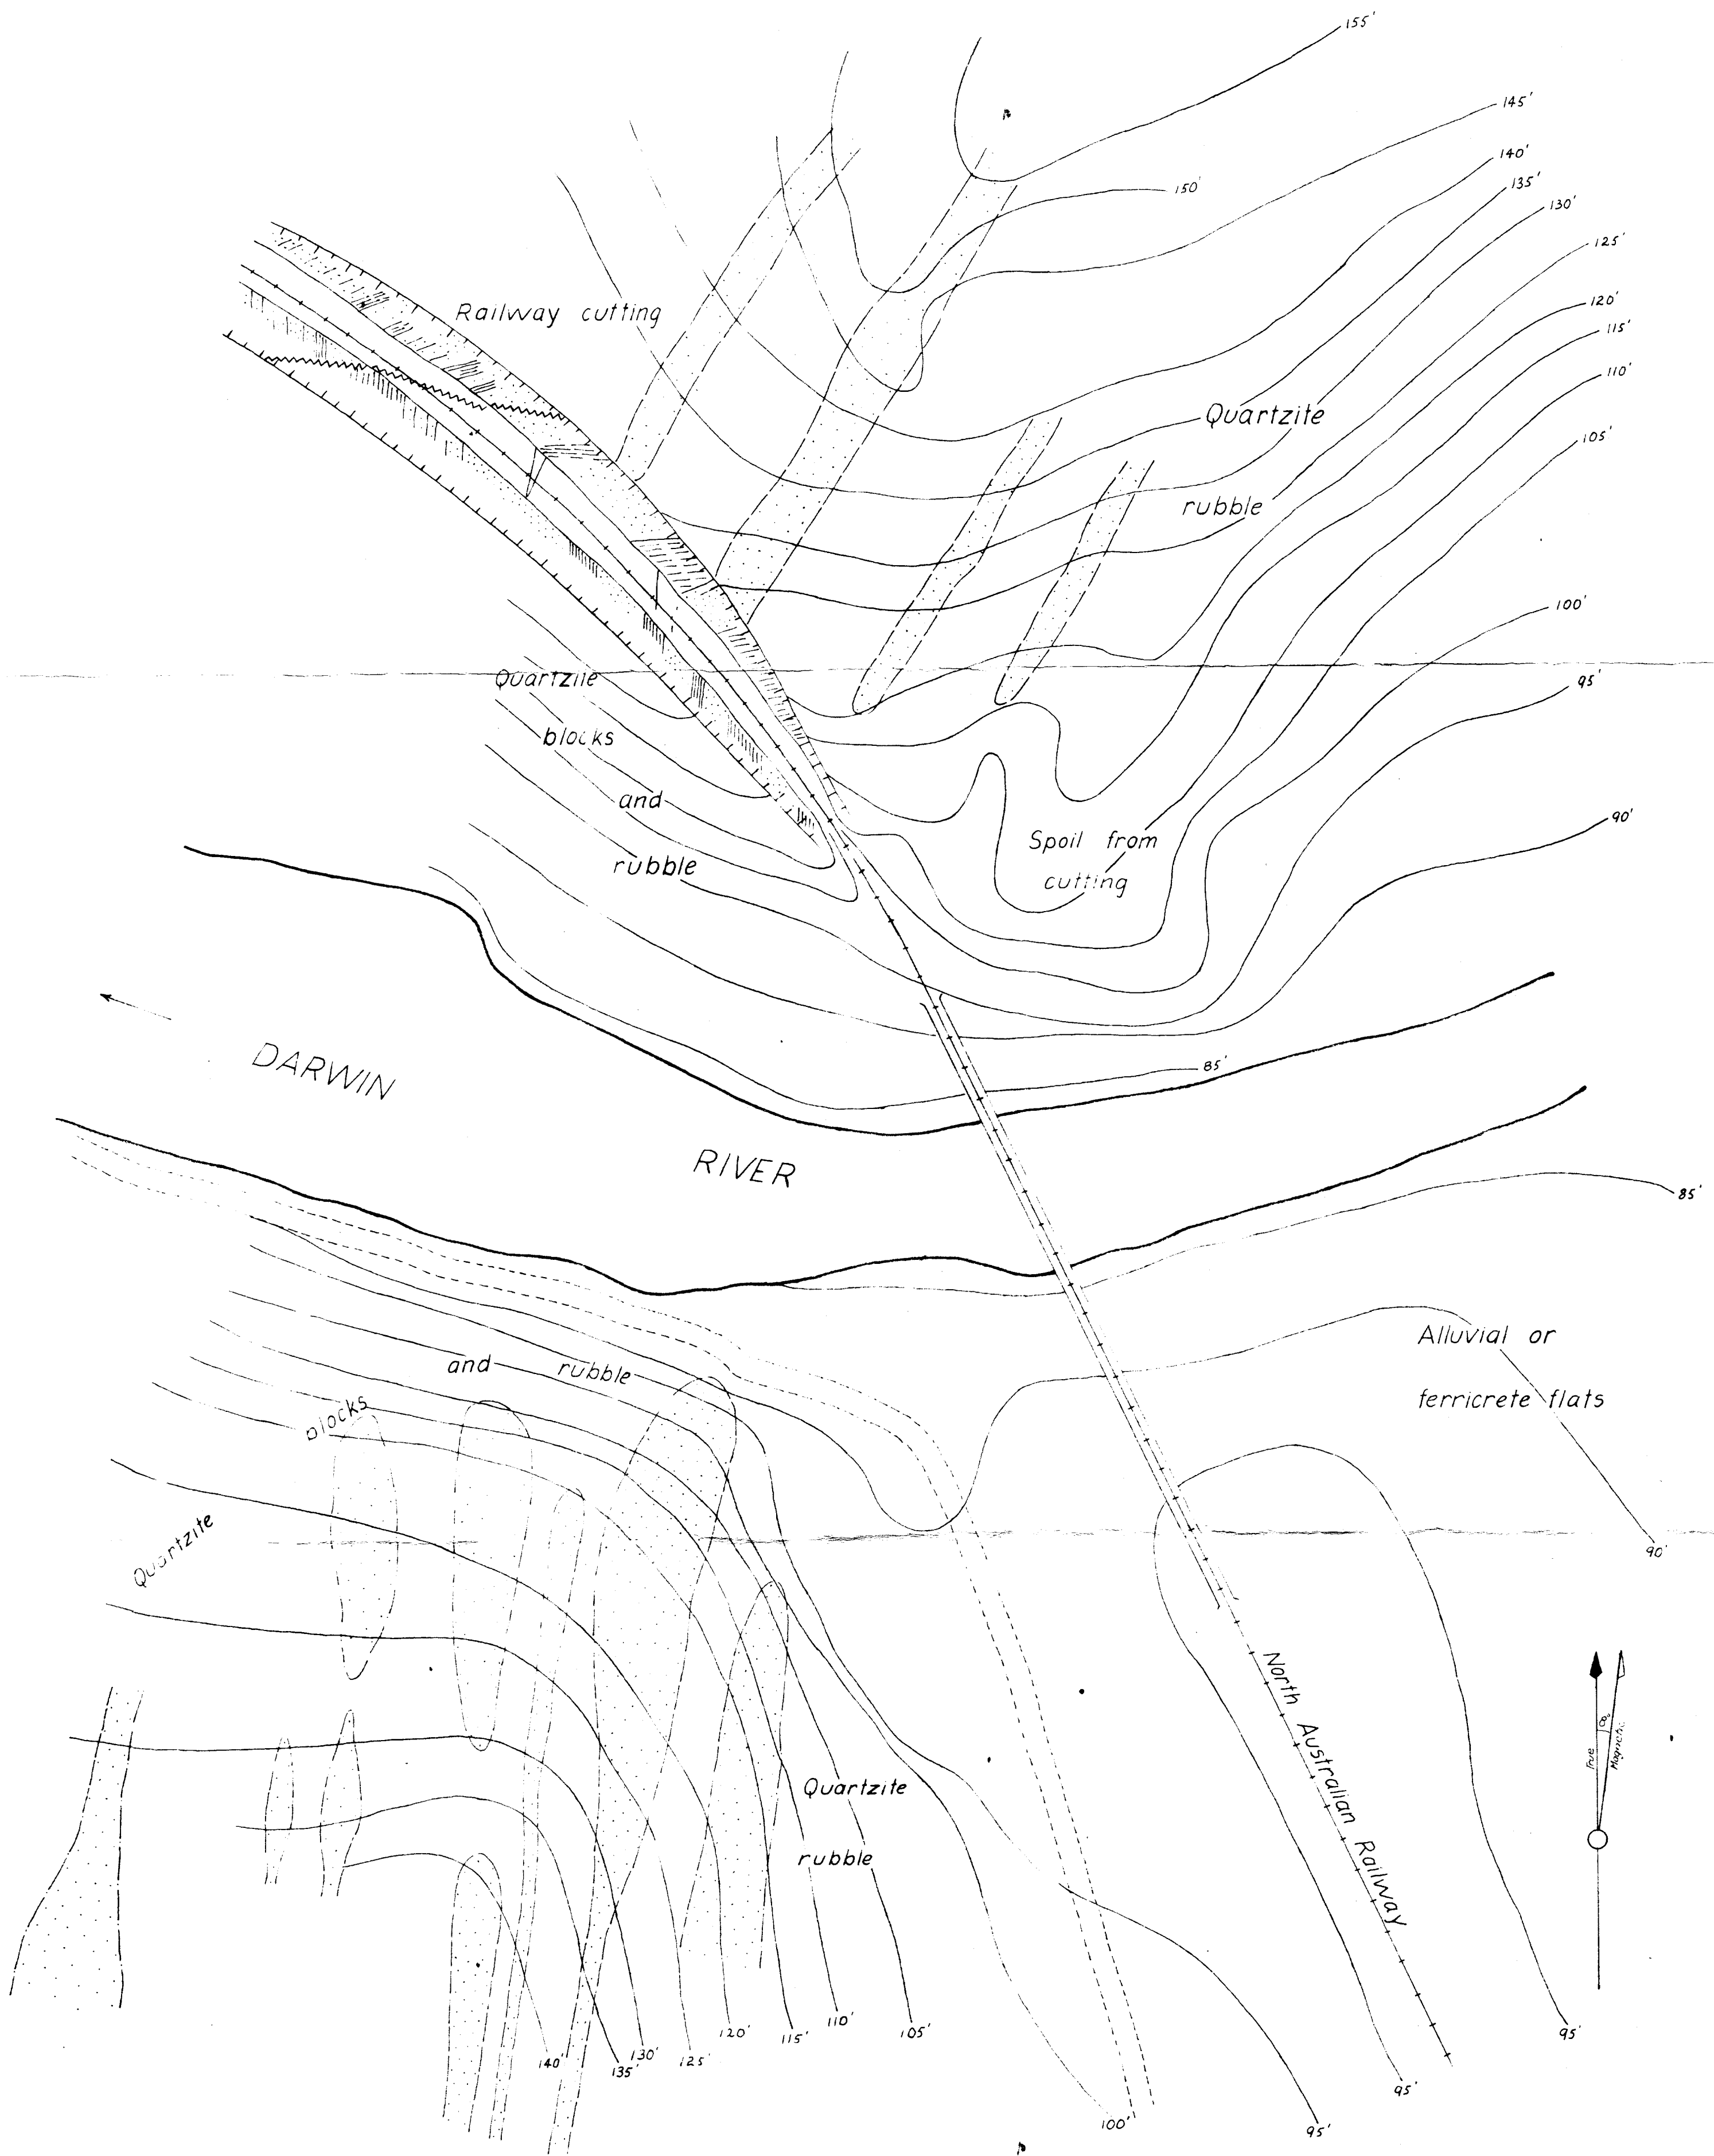 155'
145'
140'
135'
150'
130'
125'
120'
115'
110'
105'
Railway cutting
Quartzite
rubble
100'
95'
90'
Quartzite
blocks
and
rubble
Spoil from
cutting
85'
DARWIN
RIVER
85'
Alluvial or
ferricrete flats
90'
and rubble
blocks
Quartzite
North Australian Railway
True
Magnetic
Quartzite
rubble
140'
135'
130'
125'
120'
115'
110'
105'
100'
95'
95'
95'